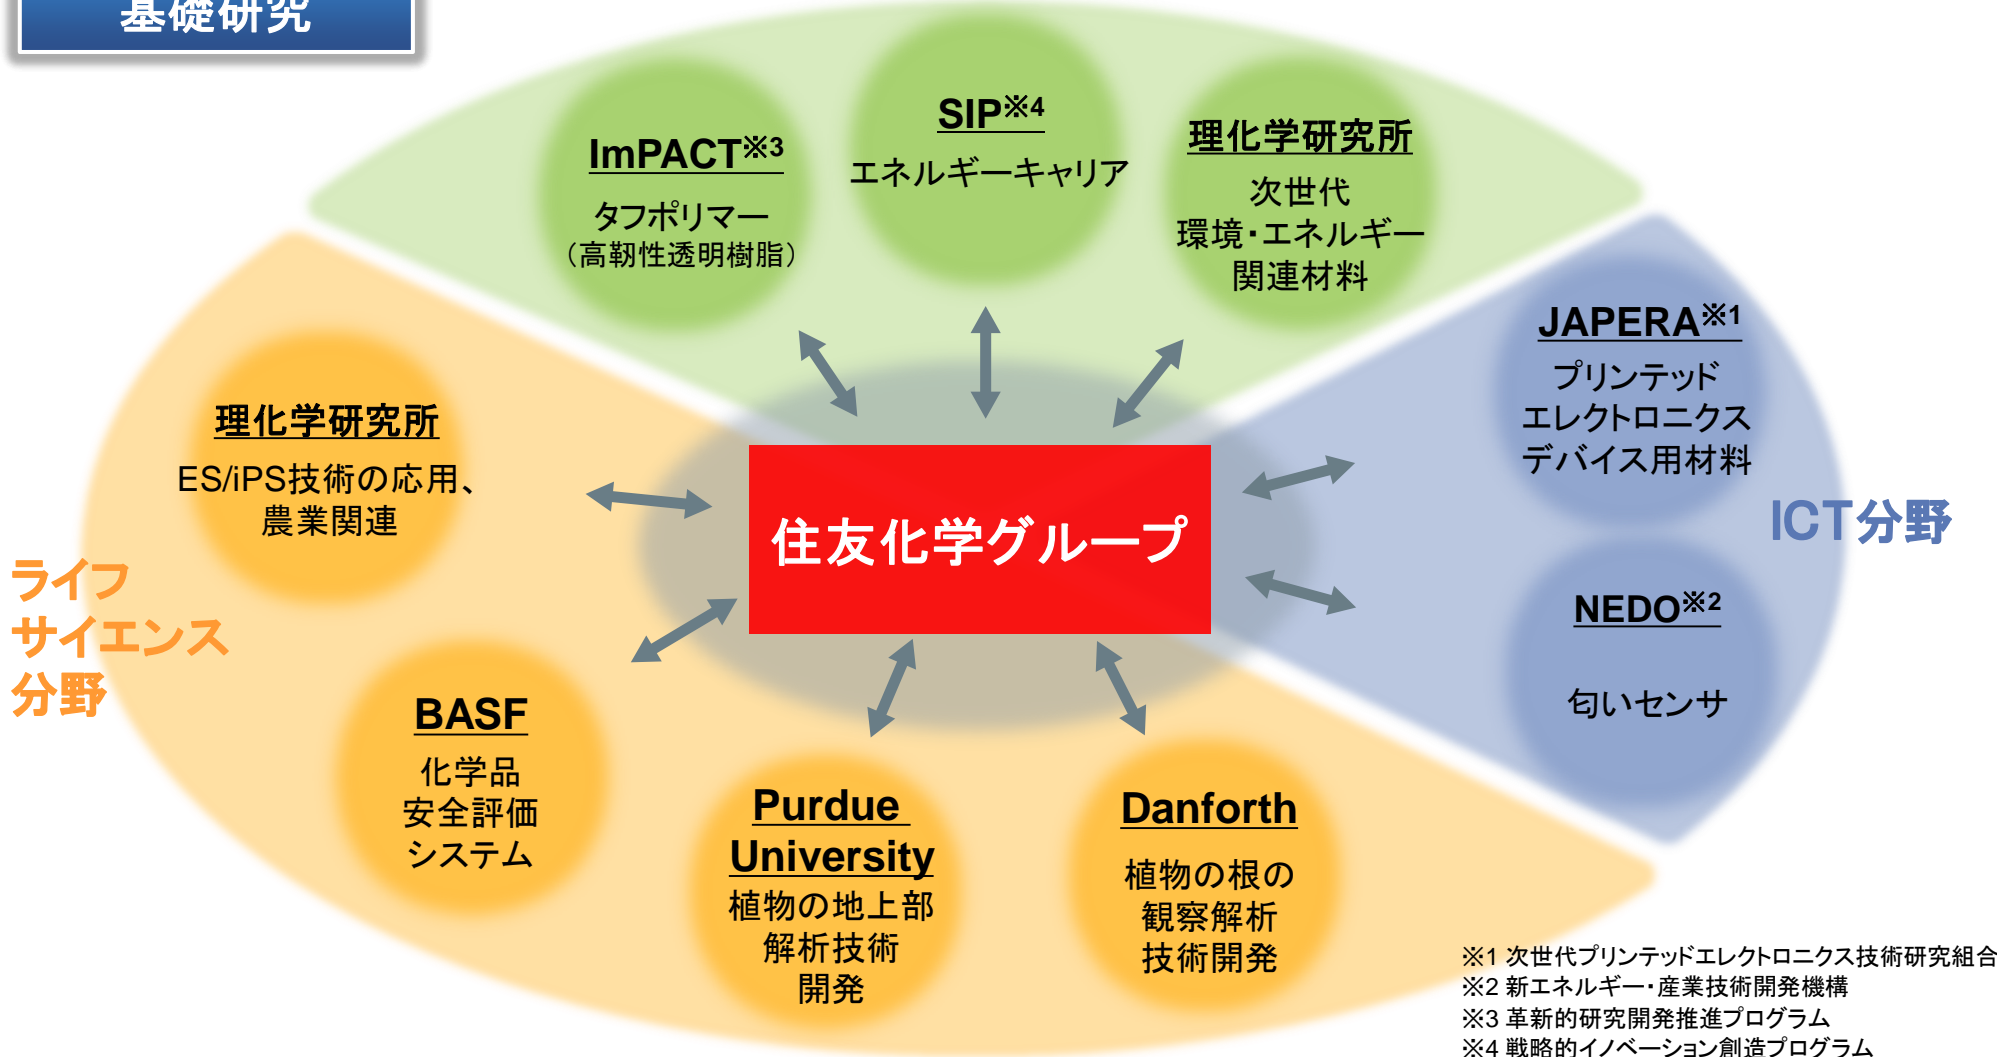 基礎研究
ImPACT※3
タフポリマー
（高靭性透明樹脂）
SIP※4
エネルギーキャリア
理化学研究所
次世代
環境・エネルギー
関連材料
JAPERA※1
プリンテッド
エレクトロニクス
デバイス用材料
ICT分野
NEDO※2
匂いセンサ
理化学研究所
ES/iPS技術の応用、
農業関連
住友化学グループ
ライフ
サイエンス
分野
BASF
化学品
安全評価
システム
Purdue
University
植物の地上部
解析技術
開発
Danforth
植物の根の
観察解析
技術開発
※1 次世代プリンテッドエレクトロニクス技術研究組合
※2 新エネルギー・産業技術開発機構
※3 革新的研究開発推進プログラム
※4 戦略的イノベーション創造プログラム